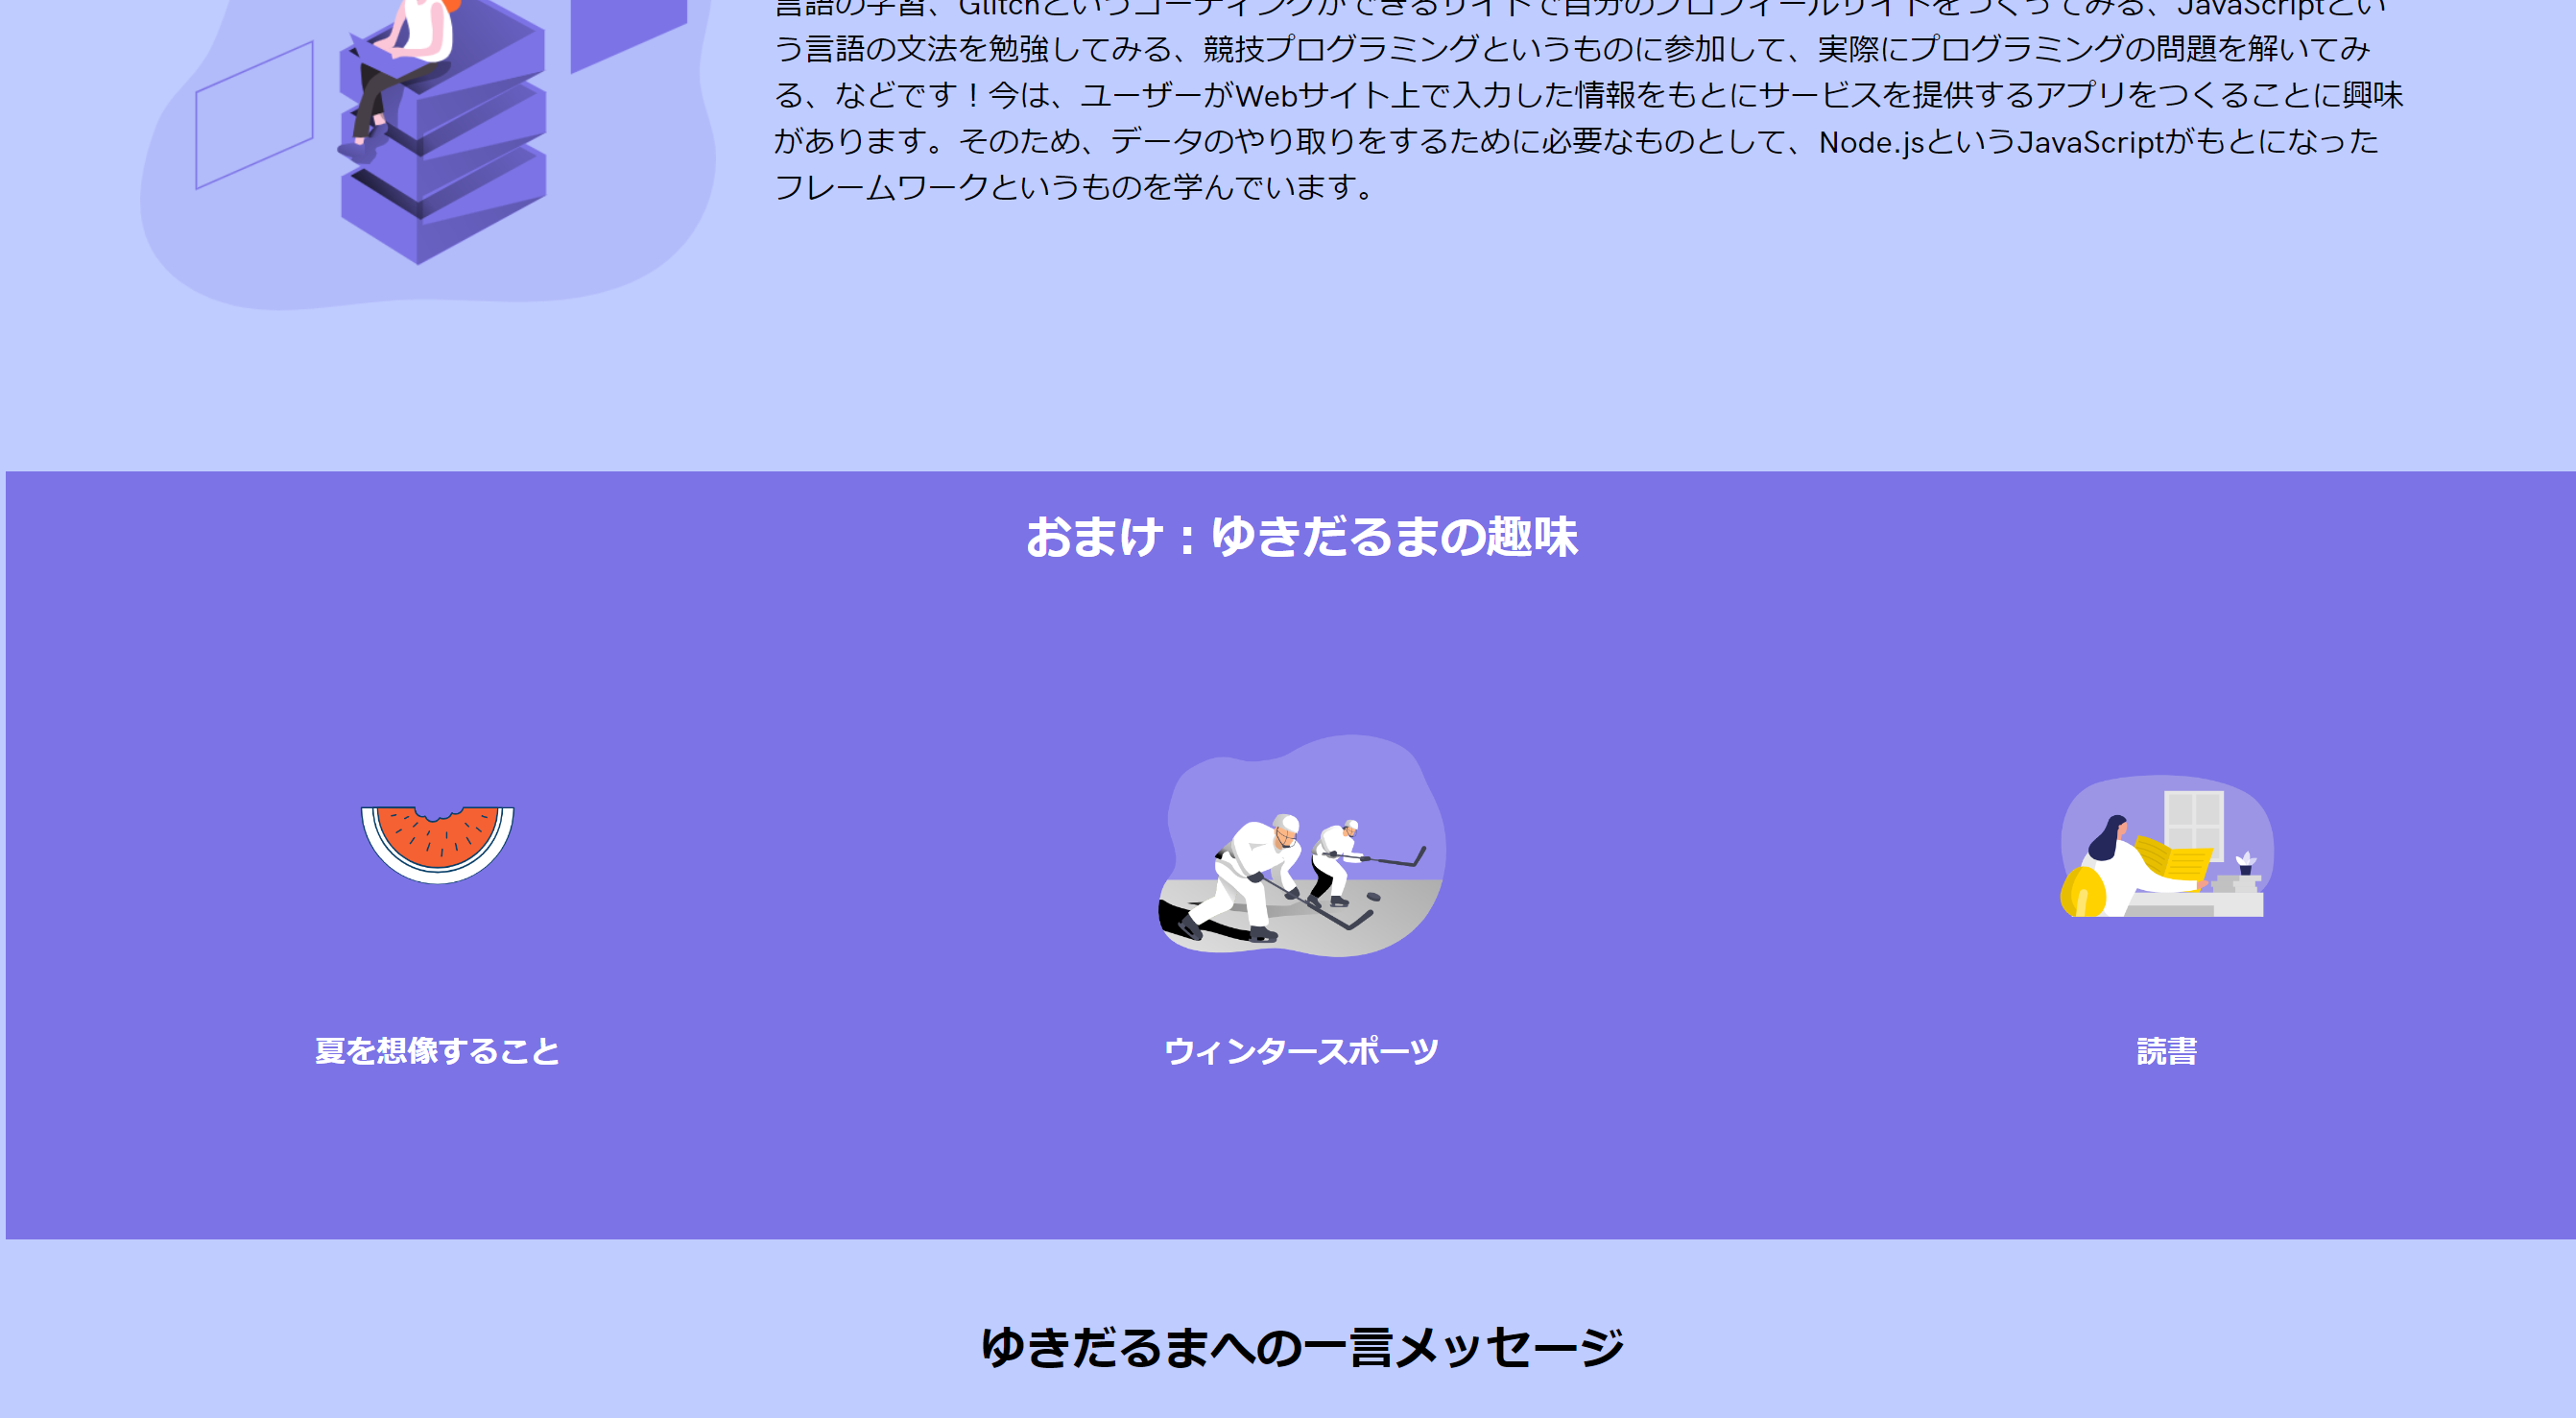 言語の学習、Glitchというコーディングができるサイトで自分のプロフィールサイトをつくってみる、JavaScriptとい
う言語の文法を勉強してみる、競技プログラミングというものに参加して、実際にプログラミングの問題を解いてみ
る、などです！今は、ユーザーがWebサイト上で入力した情報をもとにサービスを提供するアプリをつくることに興味
があります。そのため、データのやり取りをするために必要なものとして、Node.jsというJavaScriptがもとになった
フレームワークというものを学んでいます。
おまけ：ゆきだるまの趣味
夏を想像すること
ウィンタースポーツ
読書
ゆきだるまへの一言メッセージ